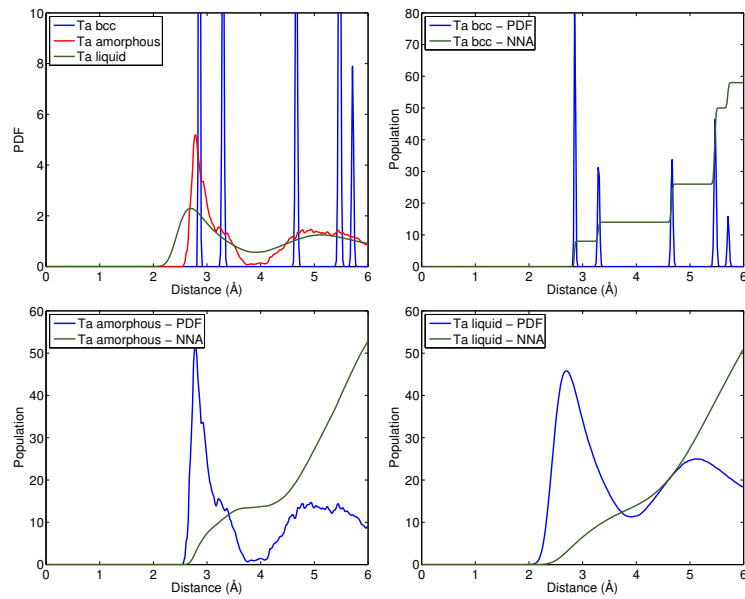 Ta bcc
Ta amorphous
Ta liquid
PDF
10
8
6
4
2
0
0 1 2 3 4 5 6
Distance (Å)
Ta bcc − PDF
Ta bcc − NNA
Population
80
70
60
50
40
30
20
10
0
0 1 2 3 4 5 6
Distance (Å)
Ta amorphous − PDF
Ta amorphous − NNA
Population
60
50
40
30
20
10
0
0 1 2 3 4 5 6
Distance (Å)
Ta liquid − PDF
Ta liquid − NNA
Population
60
50
40
30
20
10
0
0 1 2 3 4 5 6
Distance (Å)